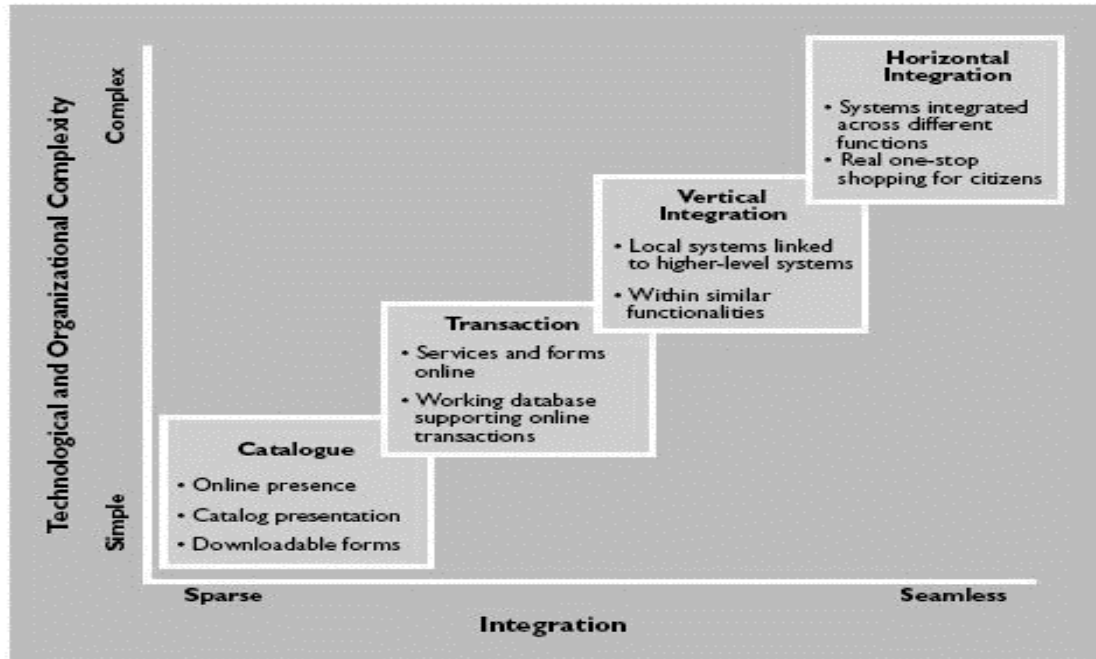 Technological and Organizational Complexity
Complex
Simple
Horizontal
Integration
• Systems integrated
across different
functions
• Real one-stop
shopping for citizens
Vertical
Integration
• Local systems linked
to higher-level systems
• Within similar
functionalities
Transaction
• Services and forms
online
• Working database
supporting online
transactions
Catalogue
• Online presence
• Catalog presentation
• Downloadable forms
Sparse
Seamless
Integration